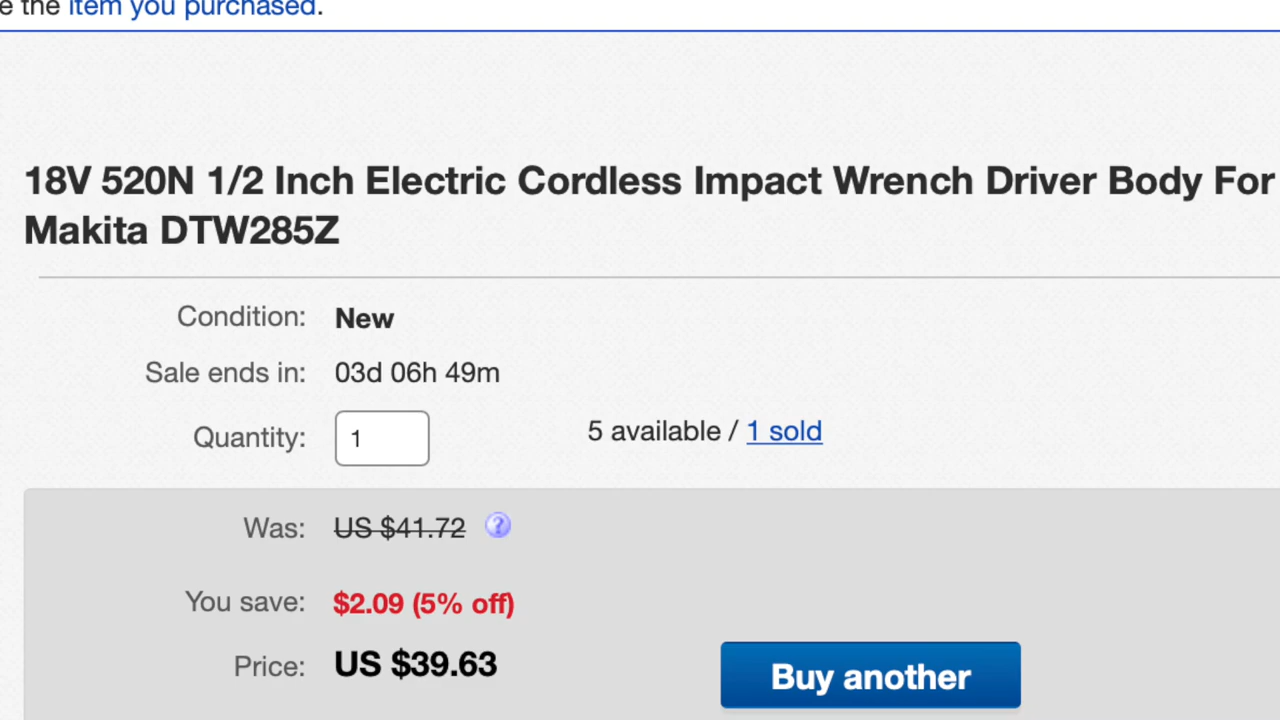 e the item you purchased.
18V 520N 1/2 Inch Electric Cordless Impact Wrench Driver Body For
Makita DTW285Z
Condition: New
Sale ends in: 03d 06h 49m
Quantity: 1 5 available / 1 sold
Was: US $41.72 ?
You save: $2.09 (5% off)
Price: US $39.63
Buy another